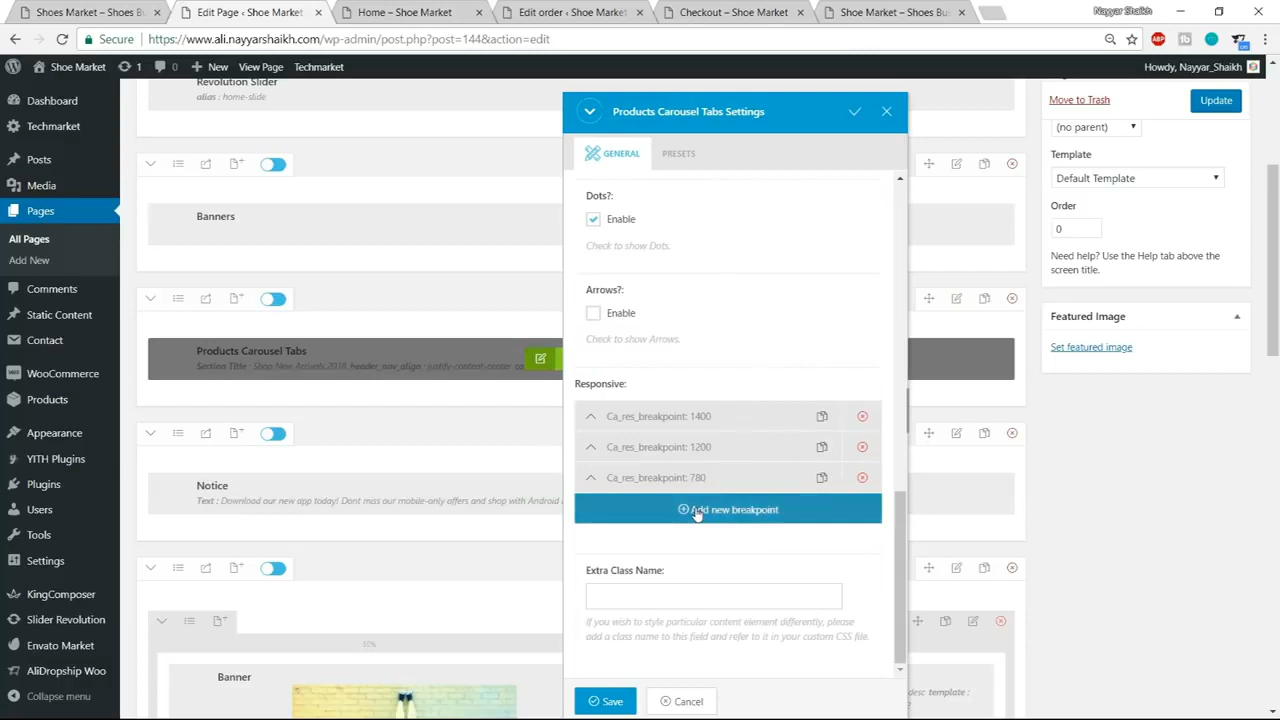 Shoes Market – Shoes B
Edit Page ‹ Shoe Market
Home – Shoe Market
Edit order ‹ Shoe Market
Checkout – Shoe Market
Shoe Market – Shoes Bu
Nayyar Shaikh
Secure
https://www.ali.nayyarshaikh.com/wp-admin/post.php?post=144&action=edit
ABP
Shoe Market
1
0
New
View Page
Techmarket
Howdy, Nayyar_Shaikh
Dashboard
Techmarket
Posts
Media
Pages
All Pages
Add New
Comments
Static Content
Contact
WooCommerce
Products
Appearance
YITH Plugins
Plugins
Users
Tools
Settings
KingComposer
Slider Revolution
Envato Market
AliDropship Woo
Collapse menu
Revolution Slider
alias : home-slide
Banners
Products Carousel Tabs
Section Title : Shop New Arrivals 2018 header_nav_align : justify-content-center
Notice
Text : Download our new app today! Dont miss our mobile-only offers and shop with Android
50%
Banner
desc template :
Products Carousel Tabs Settings
GENERAL
PRESETS
Dots?:
Enable
Check to show Dots.
Arrows?:
Enable
Check to show Arrows.
Responsive:
Ca_res_breakpoint: 1400
Ca_res_breakpoint: 1200
Ca_res_breakpoint: 780
Add new breakpoint
Extra Class Name:
If you wish to style particular content element differently, please
add a class name to this field and refer to it in your custom CSS file.
Save
Cancel
Move to Trash
Update
(no parent)
Template
Default Template
Order
0
Need help? Use the Help tab above the
screen title.
Featured Image
Set featured image